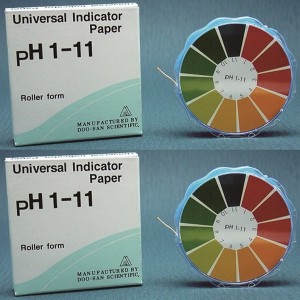 Universal Indicator
Paper
pH 1-11
Roller form
MANUFACTURED BY
DOO-SAN SCIENTIFIC,
pH 1-11
Universal Indicator
Paper
pH 1-11
Roller form
MANUFACTURED BY
DOO-SAN SCIENTIFIC,
pH 1-11